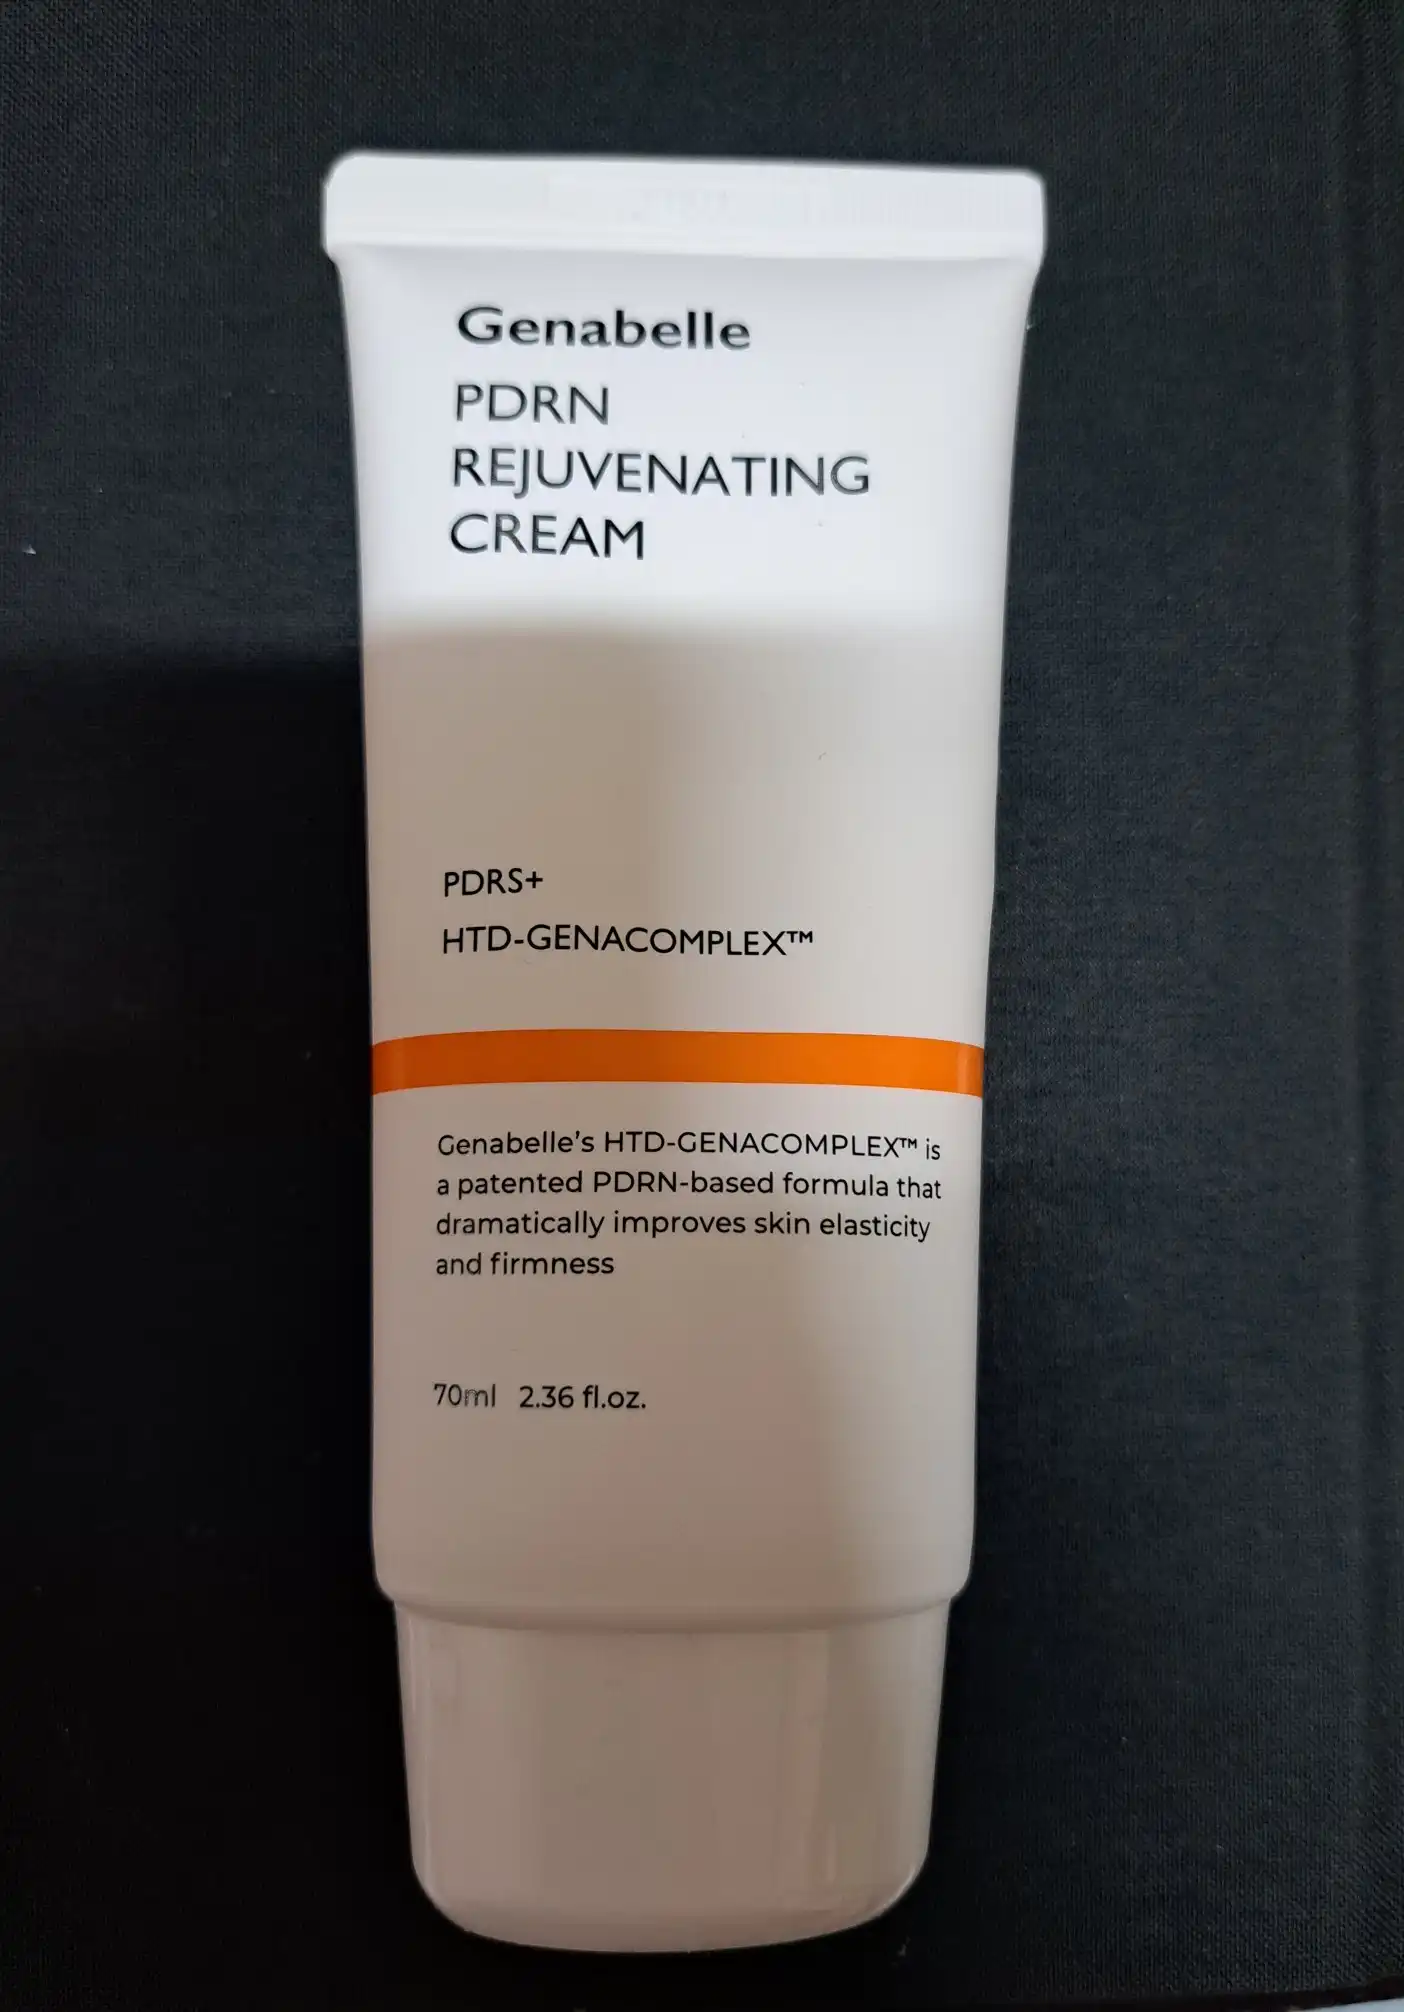 Genabelle
PDRN
REJUVENATING
CREAM
PDRS+
HTD-GENACOMPLEX™
Genabelle's HTD-GENACOMPLEX™ is
a patented PDRN-based formula that
dramatically improves skin elasticity
and firmness
70ml 2.36 fl.oz.